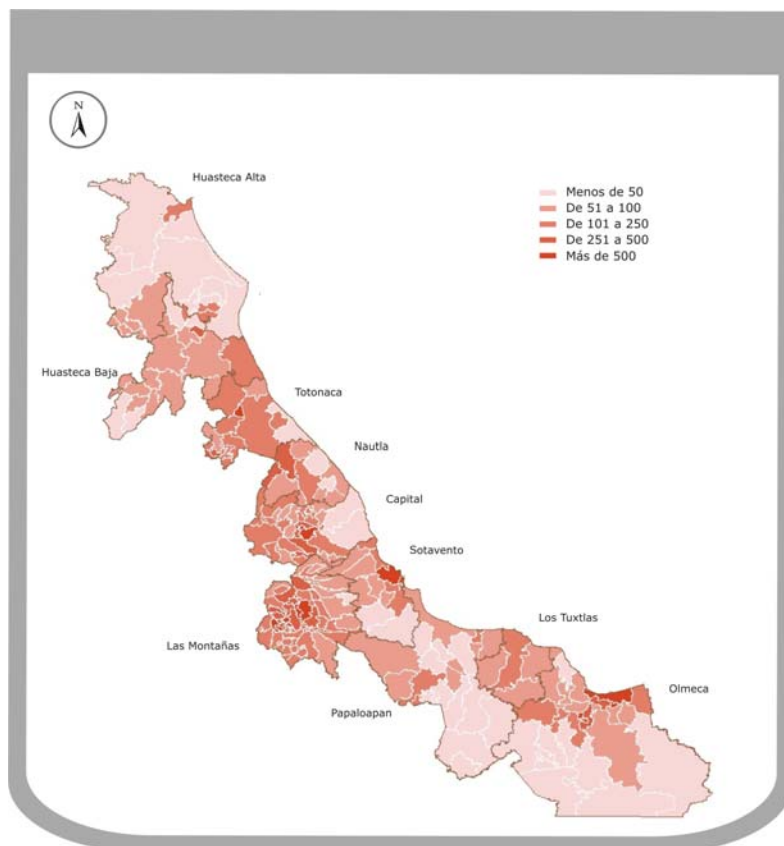 N
Huasteca Alta
Menos de 50
De 51 a 100
De 101 a 250
De 251 a 500
Más de 500
Huasteca Baja
Totonaca
Nautla
Capital
Sotavento
Los Tuxtlas
Las Montañas
Olmeca
Papaloapan